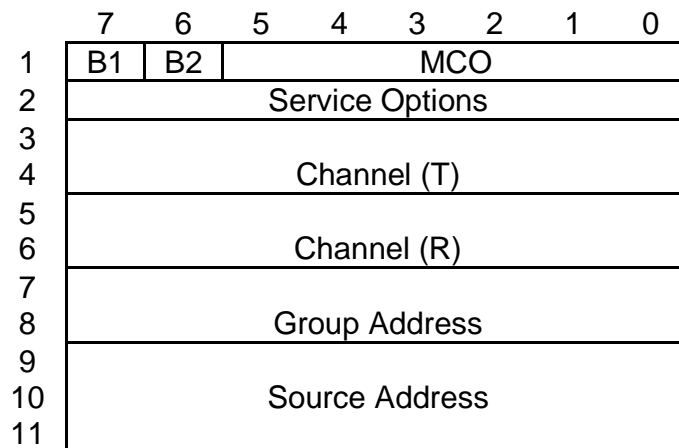 7 6 5 4 3 2 1 0
1 B1 B2 MCO
2 Service Options
3
4 Channel (T)
5
6 Channel (R)
7
8 Group Address
9
10 Source Address
11